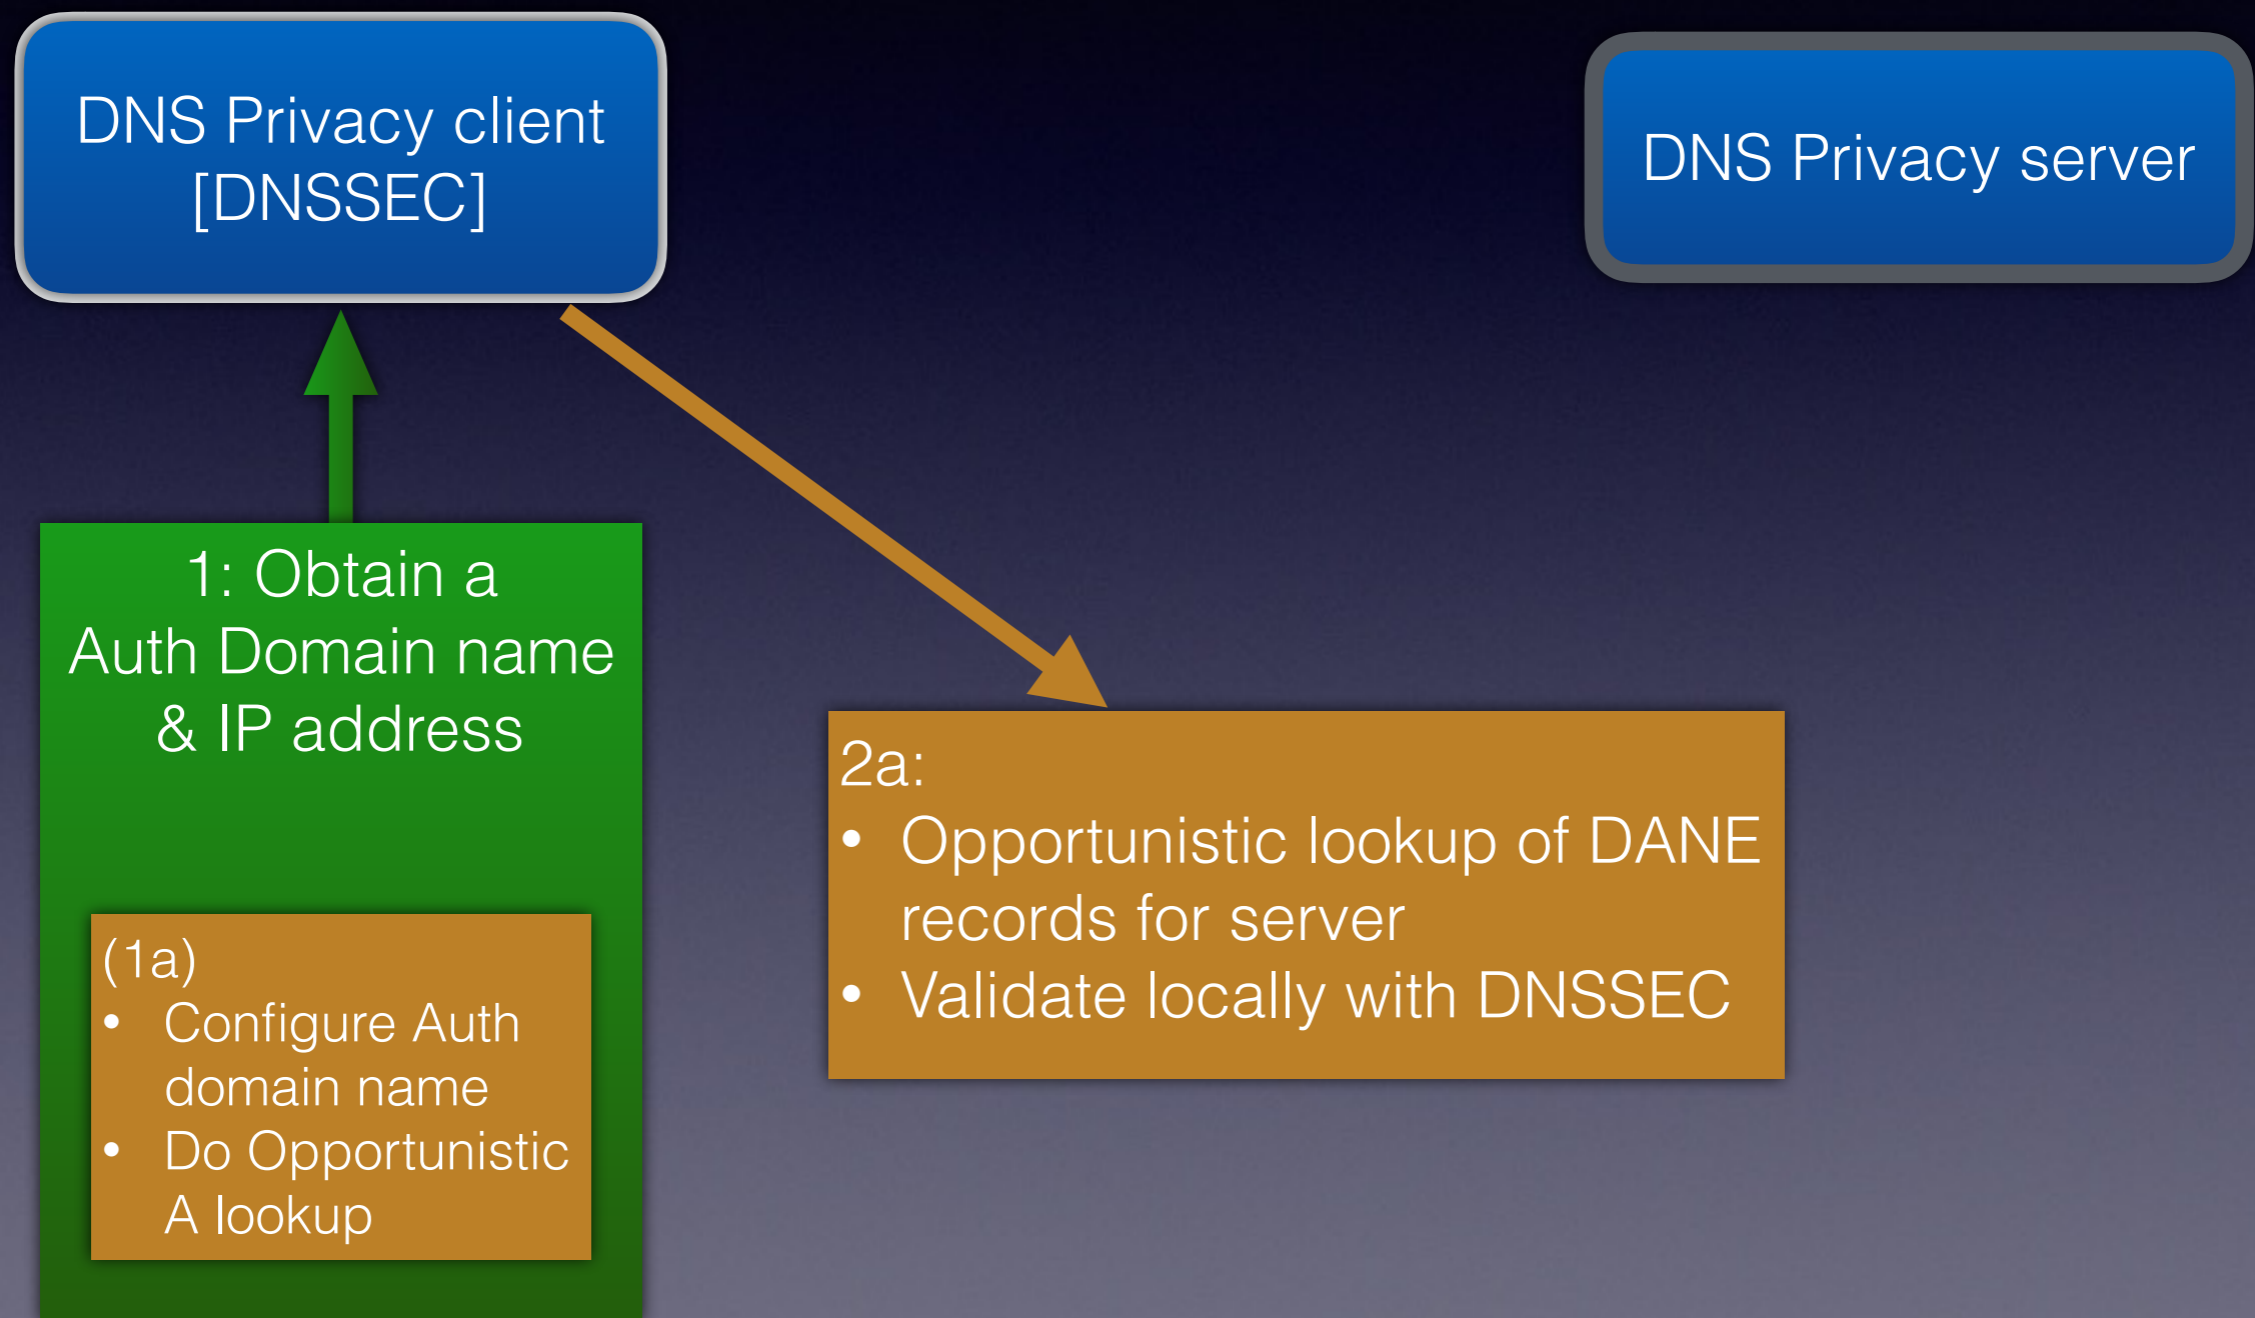 DNS Privacy client
[DNSSEC]
DNS Privacy server
1: Obtain a
Auth Domain name
& IP address
(1a)
• Configure Auth
domain name
• Do Opportunistic
A lookup
2a:
• Opportunistic lookup of DANE
records for server
• Validate locally with DNSSEC